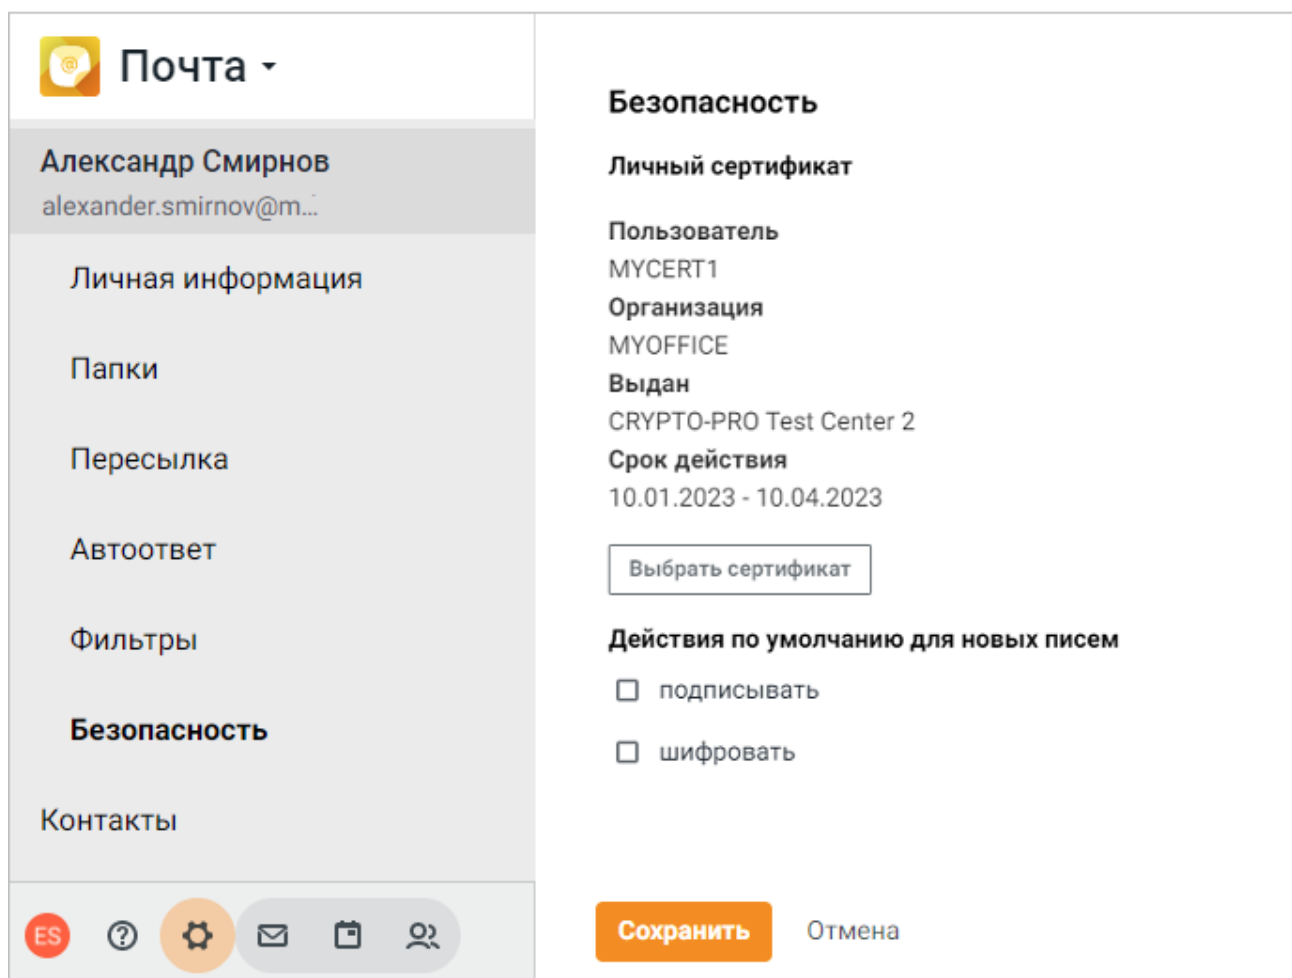 Почта
Александр Смирнов
alexander.smirnov@m...
Личная информация
Папки
Пересылка
Автоответ
Фильтры
Безопасность
Контакты
ES
Безопасность
Личный сертификат
Пользователь
MYCERT1
Организация
MYOFFICE
Выдан
CRYPTO-PRO Test Center 2
Срок действия
10.01.2023 - 10.04.2023
Выбрать сертификат
Действия по умолчанию для новых писем
подписывать
шифровать
Сохранить Отмена